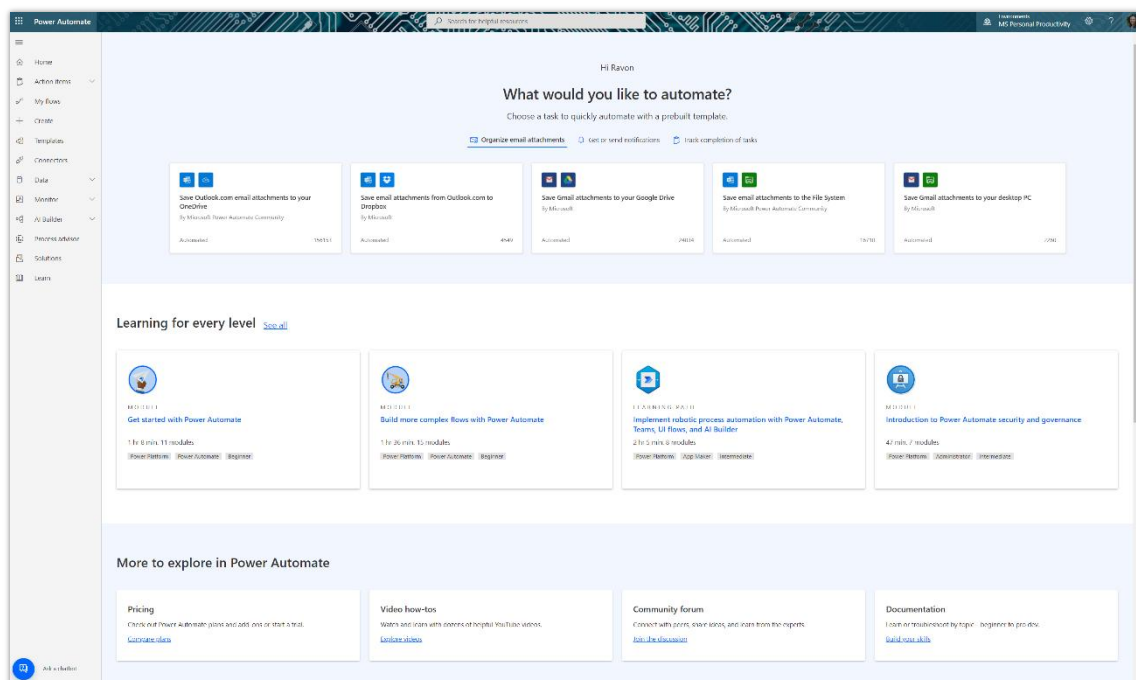 Power Automate
Search for helpful resources
Environments
MS Personal Productivity
Home
Action items
My flows
Create
Templates
Connectors
Data
Monitor
AI Builder
Process advisor
Solutions
Learn
Ask a chatbot
Hi Ravon
What would you like to automate?
Choose a task to quickly automate with a prebuilt template.
Organize email attachments
Get or send notifications
Track completion of tasks
Save Outlook.com email attachments to your
OneDrive
By Microsoft Power Automate Community
Automated
Save email attachments from Outlook.com to
Dropbox
By Microsoft
Automated
4549
Save Gmail attachments to your Google Drive
By Microsoft
Automated
Save email attachments to the File System
By Microsoft Power Automate Community
Automated
Save Gmail attachments to your desktop PC
By Microsoft
Automated
Learning for every level
See all
MODULE
Get started with Power Automate
1 hr 8 min. 11 modules
Power Platform Power Automate Beginner
MODULE
Build more complex flows with Power Automate
1 hr 36 min. 15 modules
Power Platform Power Automate Beginner
LEARNING PATH
Implement robotic process automation with Power Automate,
Teams, UI flows, and AI Builder
2 hr 5 min. 8 modules
Power Platform App Maker Intermediate
MODULE
Introduction to Power Automate security and governance
47 min. 7 modules
Power Platform Administrator Intermediate
More to explore in Power Automate
Pricing
Check out Power Automate plans and add-ons or start a trial.
Compare plans
Video how-tos
Watch and learn with dozens of helpful YouTube videos.
Explore videos
Community forum
Connect with peers, share ideas, and learn from the experts.
Join the discussion
Documentation
Learn or troubleshoot by topic - beginner to pro-dev.
Build your skills